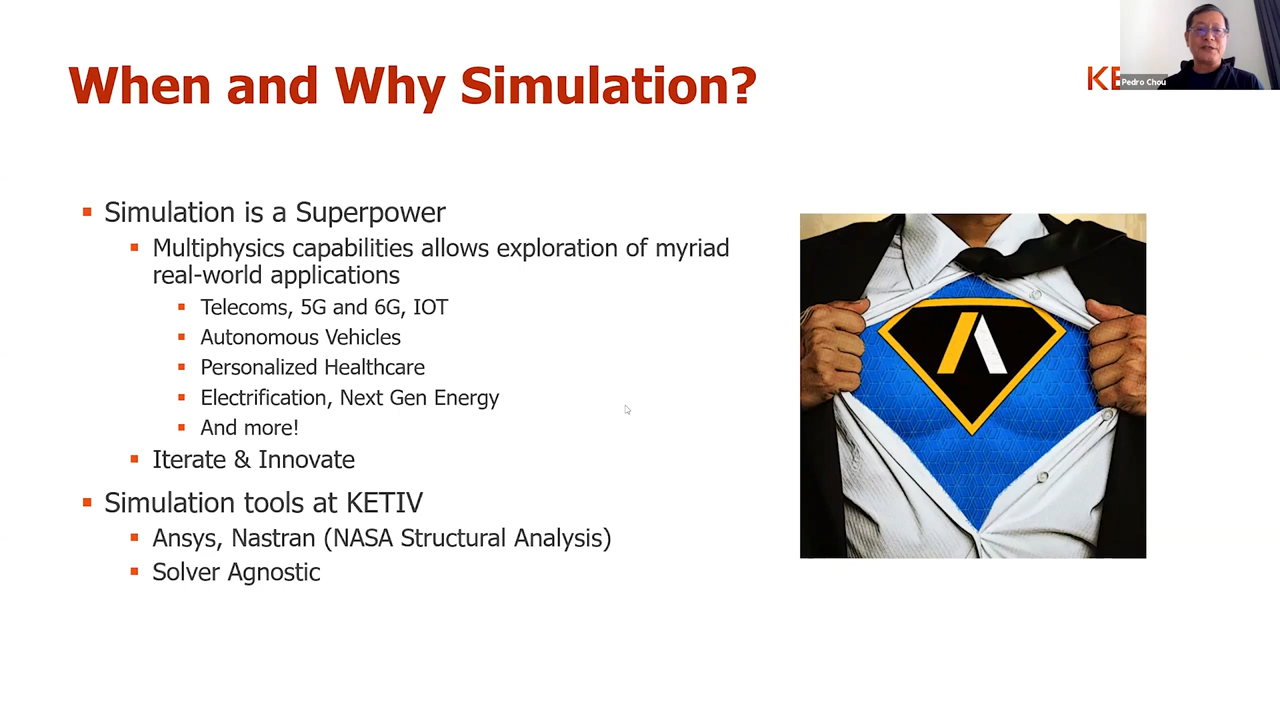 When and Why Simulation?
KE
Pedro Chou
Simulation is a Superpower
Multiphysics capabilities allows exploration of myriad
real-world applications
Telecoms, 5G and 6G, IOT
Autonomous Vehicles
Personalized Healthcare
Electrification, Next Gen Energy
And more!
Iterate & Innovate
Simulation tools at KETIV
Ansys, Nastran (NASA Structural Analysis)
Solver Agnostic